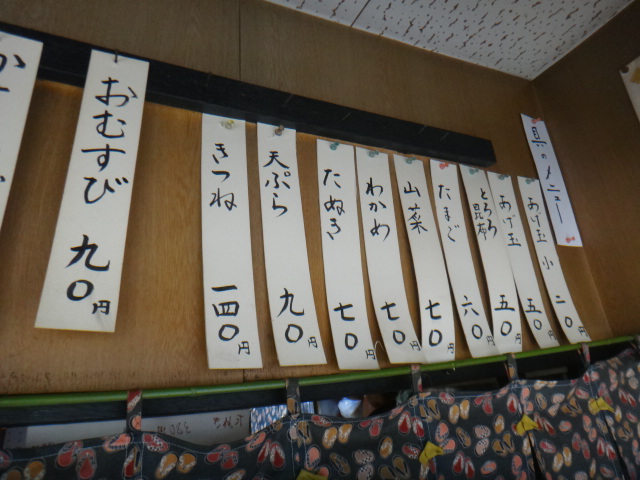 具のメニュー
あげ玉 小 二〇円
あげ玉 五〇円
とろろ昆布 五〇円
たまご 六〇円
山菜 七〇円
わかめ 七〇円
たぬき 七〇円
天ぷら 九〇円
きつね 一四〇円
おむすび 九〇円